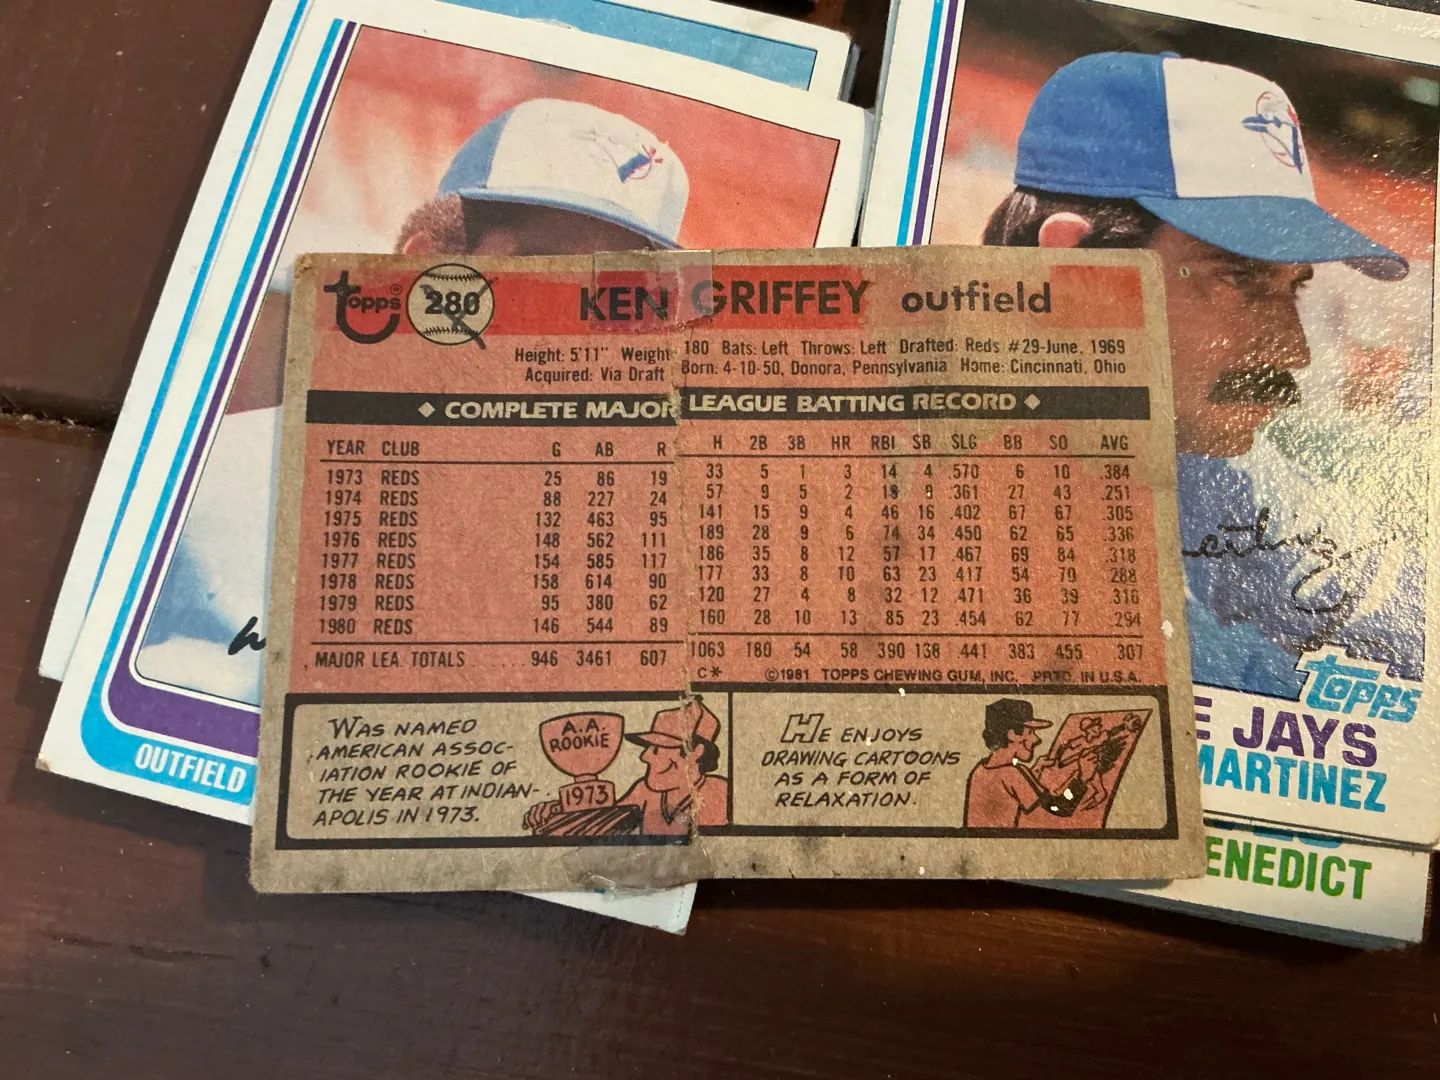 topps® 280 KEN GRIFFEY outfield
Height: 5'11" Weight: 180 Bats: Left Throws: Left Drafted: Reds #29-June, 1969
Acquired: Via Draft Born: 4-10-50, Donora, Pennsylvania Home: Cincinnati, Ohio
◆ COMPLETE MAJOR LEAGUE BATTING RECORD ◆
YEAR CLUB G AB R H 2B 3B HR RBI SB SLG BB SO AVG
1973 REDS 25 86 19 33 5 1 3 14 4 .570 6 10 .384
1974 REDS 88 227 24 57 9 5 2 19 9 .361 27 43 .251
1975 REDS 132 463 95 141 15 9 4 46 16 .402 67 67 .305
1976 REDS 148 562 111 189 28 9 6 74 34 .450 62 65 .336
1977 REDS 154 585 117 186 35 8 12 57 17 .467 69 84 .318
1978 REDS 158 614 90 177 33 8 10 63 23 .417 54 70 .288
1979 REDS 95 380 62 120 27 4 8 32 12 .471 36 39 .316
1980 REDS 146 544 89 160 28 10 13 85 23 .454 62 77 .294
MAJOR LEA. TOTALS ...... 946 3461 607 1063 180 54 58 390 138 .441 383 455 .307
C* ©1981 TOPPS CHEWING GUM, INC. PRTD. IN U.S.A.
WAS NAMED
AMERICAN ASSOC-
IATION ROOKIE OF
THE YEAR AT INDIAN-
APOLIS IN 1973.
A.A.
ROOKIE
1973
HE ENJOYS
DRAWING CARTOONS
AS A FORM OF
RELAXATION.
OUTFIELD
topps
E JAYS
MARTINEZ
ENEDICT